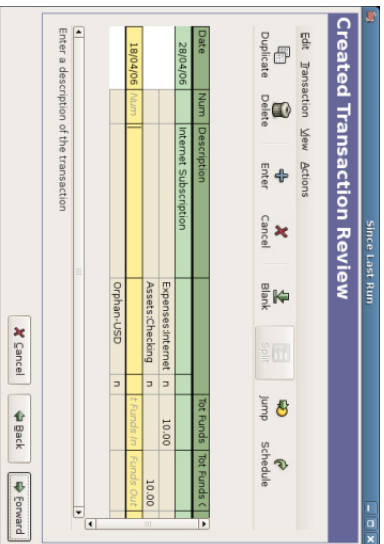 Since Last Run
Created Transaction Review
Edit Transaction View Actions
Duplicate Delete Enter Cancel Blank Split Jump Schedule
Date Num Description Tot Funds Tot Funds (
28/04/06 Internet Subscription
Expenses:Internet n 10.00
Assets:Checking n 10.00
18/04/06 Num t Funds In Funds Out
Orphan-USD n
Enter a description of the transaction
Cancel Back Forward